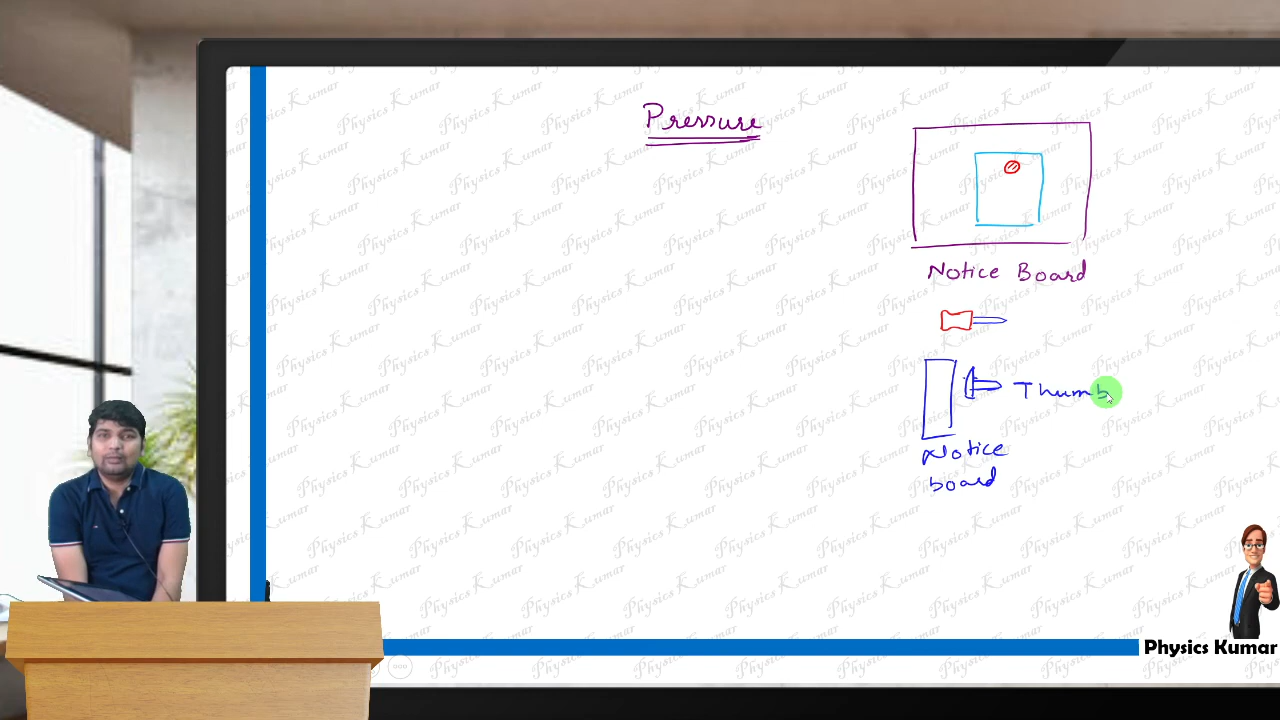 Pressure
Notice Board
Thumb
Notice
board
Physics Kumar